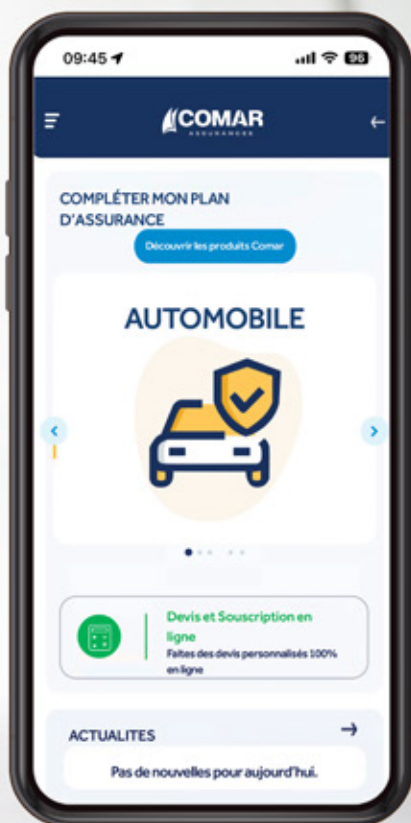 09:45
96
COMAR
ASSURANCES
COMPLÉTER MON PLAN
D'ASSURANCE
Découvrir les produits Comar
AUTOMOBILE
Devis et Souscription en
ligne
Faites des devis personnalisés 100%
en ligne
ACTUALITES
Pas de nouvelles pour aujourd'hui.